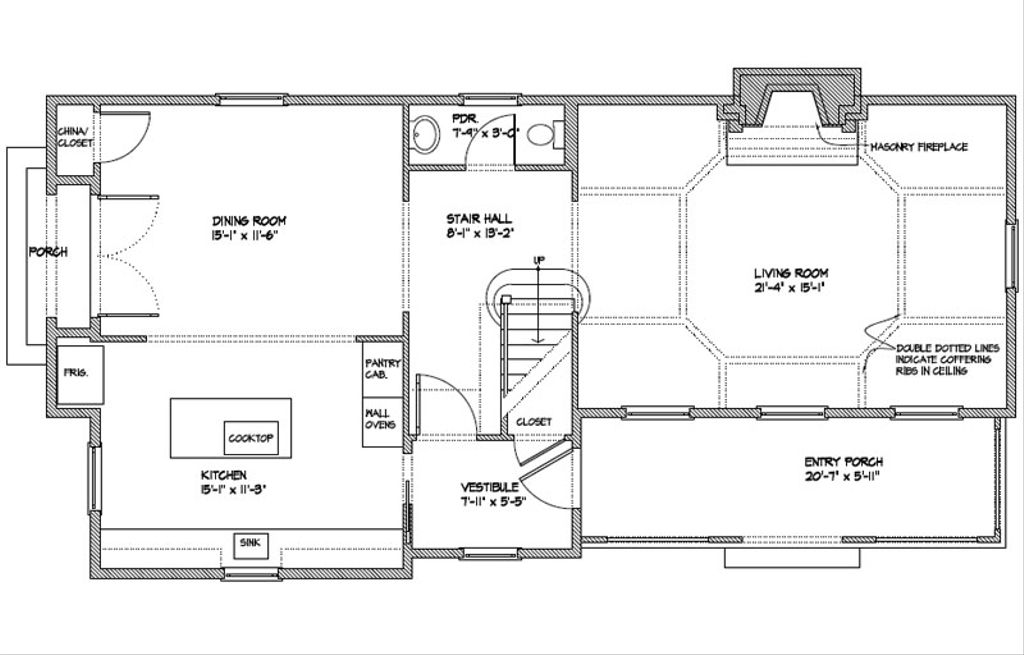 CHINA/
CLOSET
PDR.
7'-9" x 3'-0"
MASONRY FIREPLACE
DINING ROOM
15'-1" x 11'-6"
STAIR HALL
8'-1" x 13'-2"
PORCH
UP
LIVING ROOM
21'-4" x 15'-1"
DOUBLE DOTTED LINES
INDICATE COFFERING
RIBS IN CEILING
FRIG.
PANTRY
CAB.
WALL
OVENS
CLOSET
COOKTOP
KITCHEN
15'-1" x 11'-3"
VESTIBULE
7'-11" x 5'-5"
ENTRY PORCH
20'-7" x 5'-11"
SINK